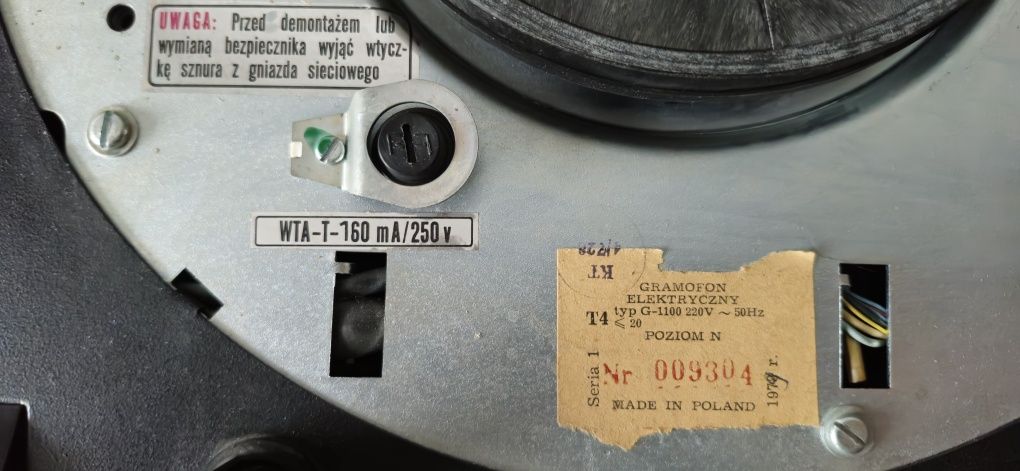 UWAGA: Przed demontażem lub
wymianą bezpiecznika wyjąć wtycz-
kę sznura z gniazda sieciowego
WTA-T-160 mA/250 v
KT
GRAMOFON
ELEKTRYCZNY
T4 typ G-1100 220V ~ 50Hz
≤ 20
POZIOM N
Seria 1
Nr 009304
MADE IN POLAND